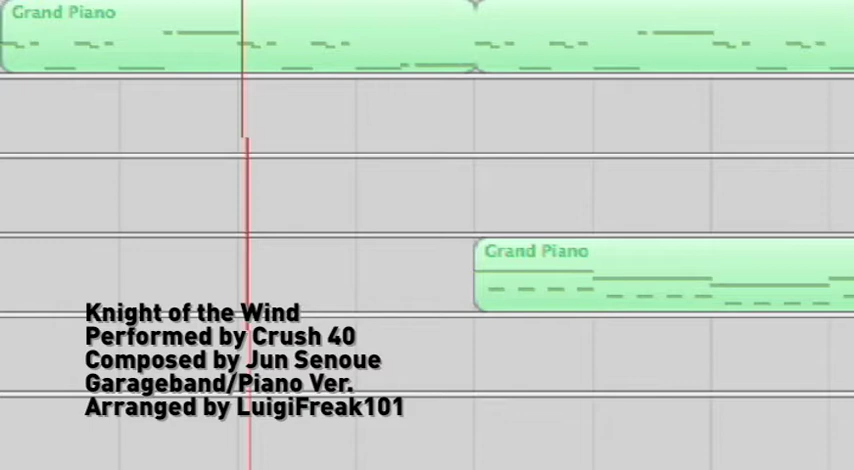 Grand Piano
Grand Piano
Knight of the Wind
Performed by Crush 40
Composed by Jun Senoue
Garageband/Piano Ver.
Arranged by LuigiFreak101